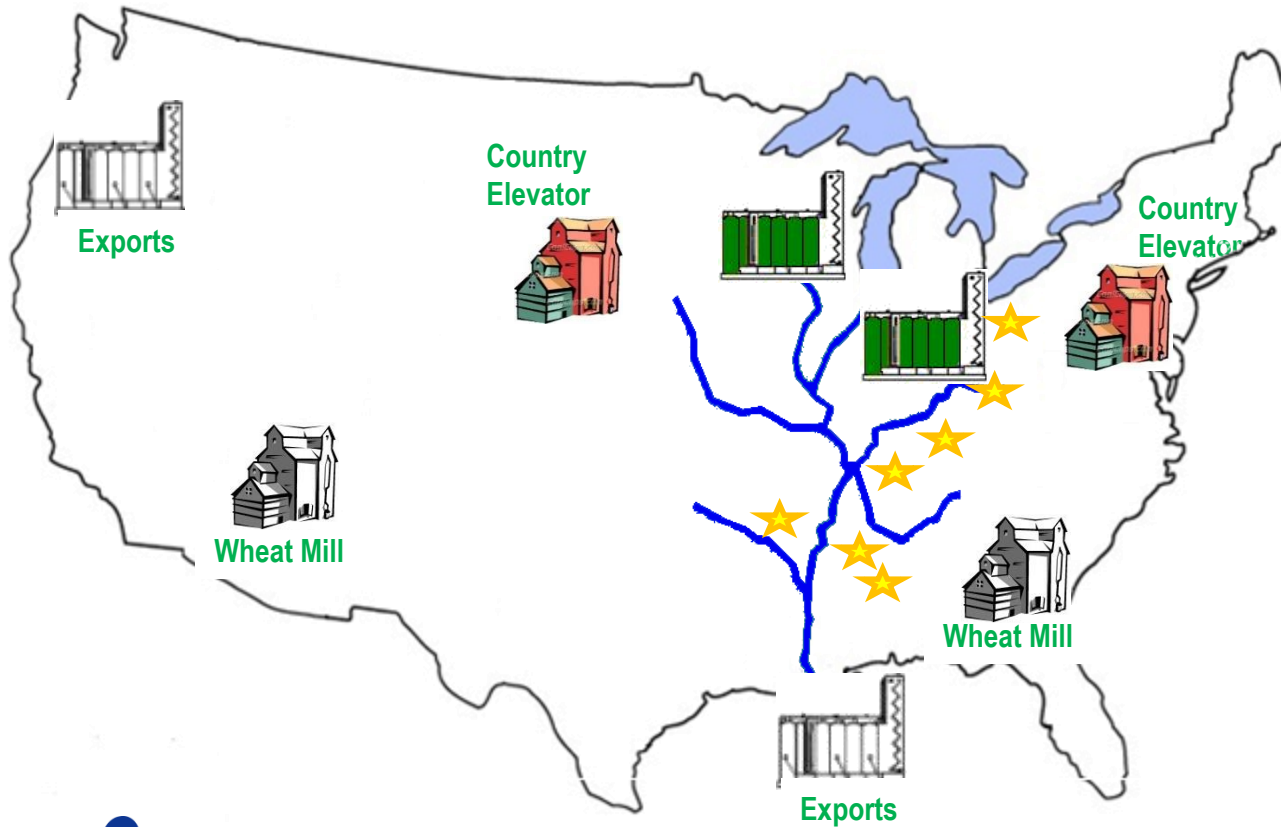 Country
Elevator
Exports
Country
Elevator
Wheat Mill
Wheat Mill
Exports